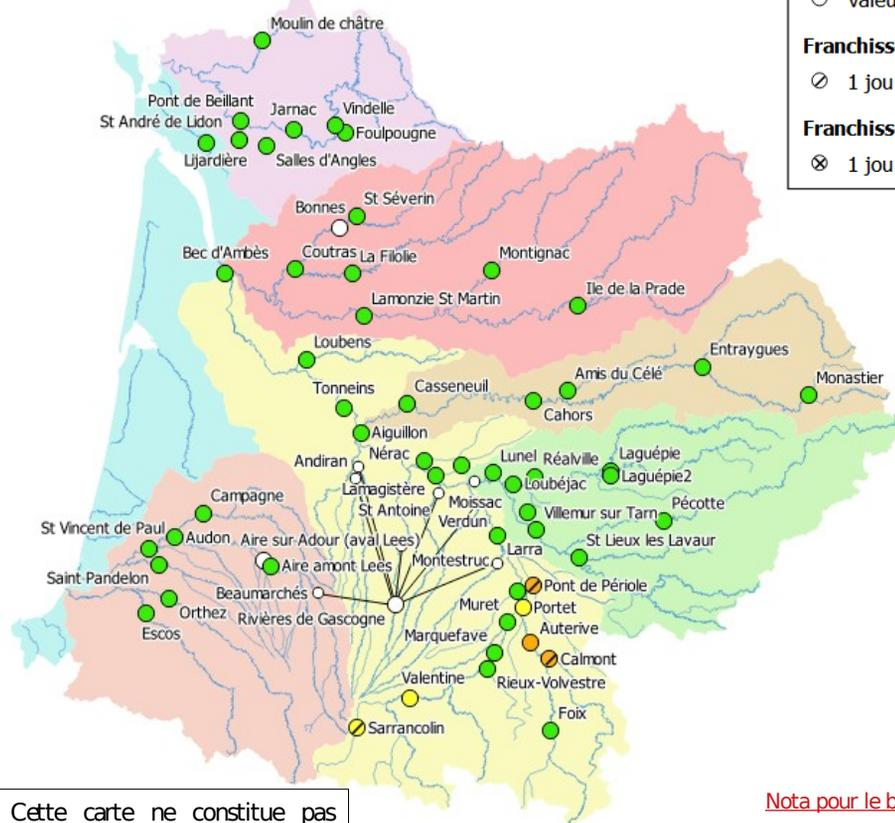 Valeu
Franchiss
1 jou
Franchiss
1 jou
Moulin de châtre
Pont de Beillant
Jarnac
Vindelle
St André de Lidon
Foulpougne
Lijardière
Salles d'Angles
St Séverin
Bonnes
Bec d'Ambès
Coutras
La Filolie
Montignac
Lamonzie St Martin
Ile de la Prade
Loubens
Entraygues
Tonneins
Casseneuil
Amis du Célé
Monastier
Cahors
Aiguillon
Andiran
Nérac
Lunel
Réalville
Laguépie
Laguépie2
Lamagistère
Loubéjac
Campagne
St Antoine
Moissac
Pécotte
Verdun
Villemur sur Tarn
St Vincent de Paul
Audon
Aire sur Adour (aval Lees)
Larra
St Lieux les Lavaur
Saint Pandelon
Aire amont Lees
Montestruc
Beaumarchés
Pont de Périole
Orthez
Rivières de Gascogne
Muret
Portet
Escos
Marquefave
Auterive
Calmont
Valentine
Rieux-Volvestre
Sarrancolin
Foix
Cette carte ne constitue pas
Nota pour le b